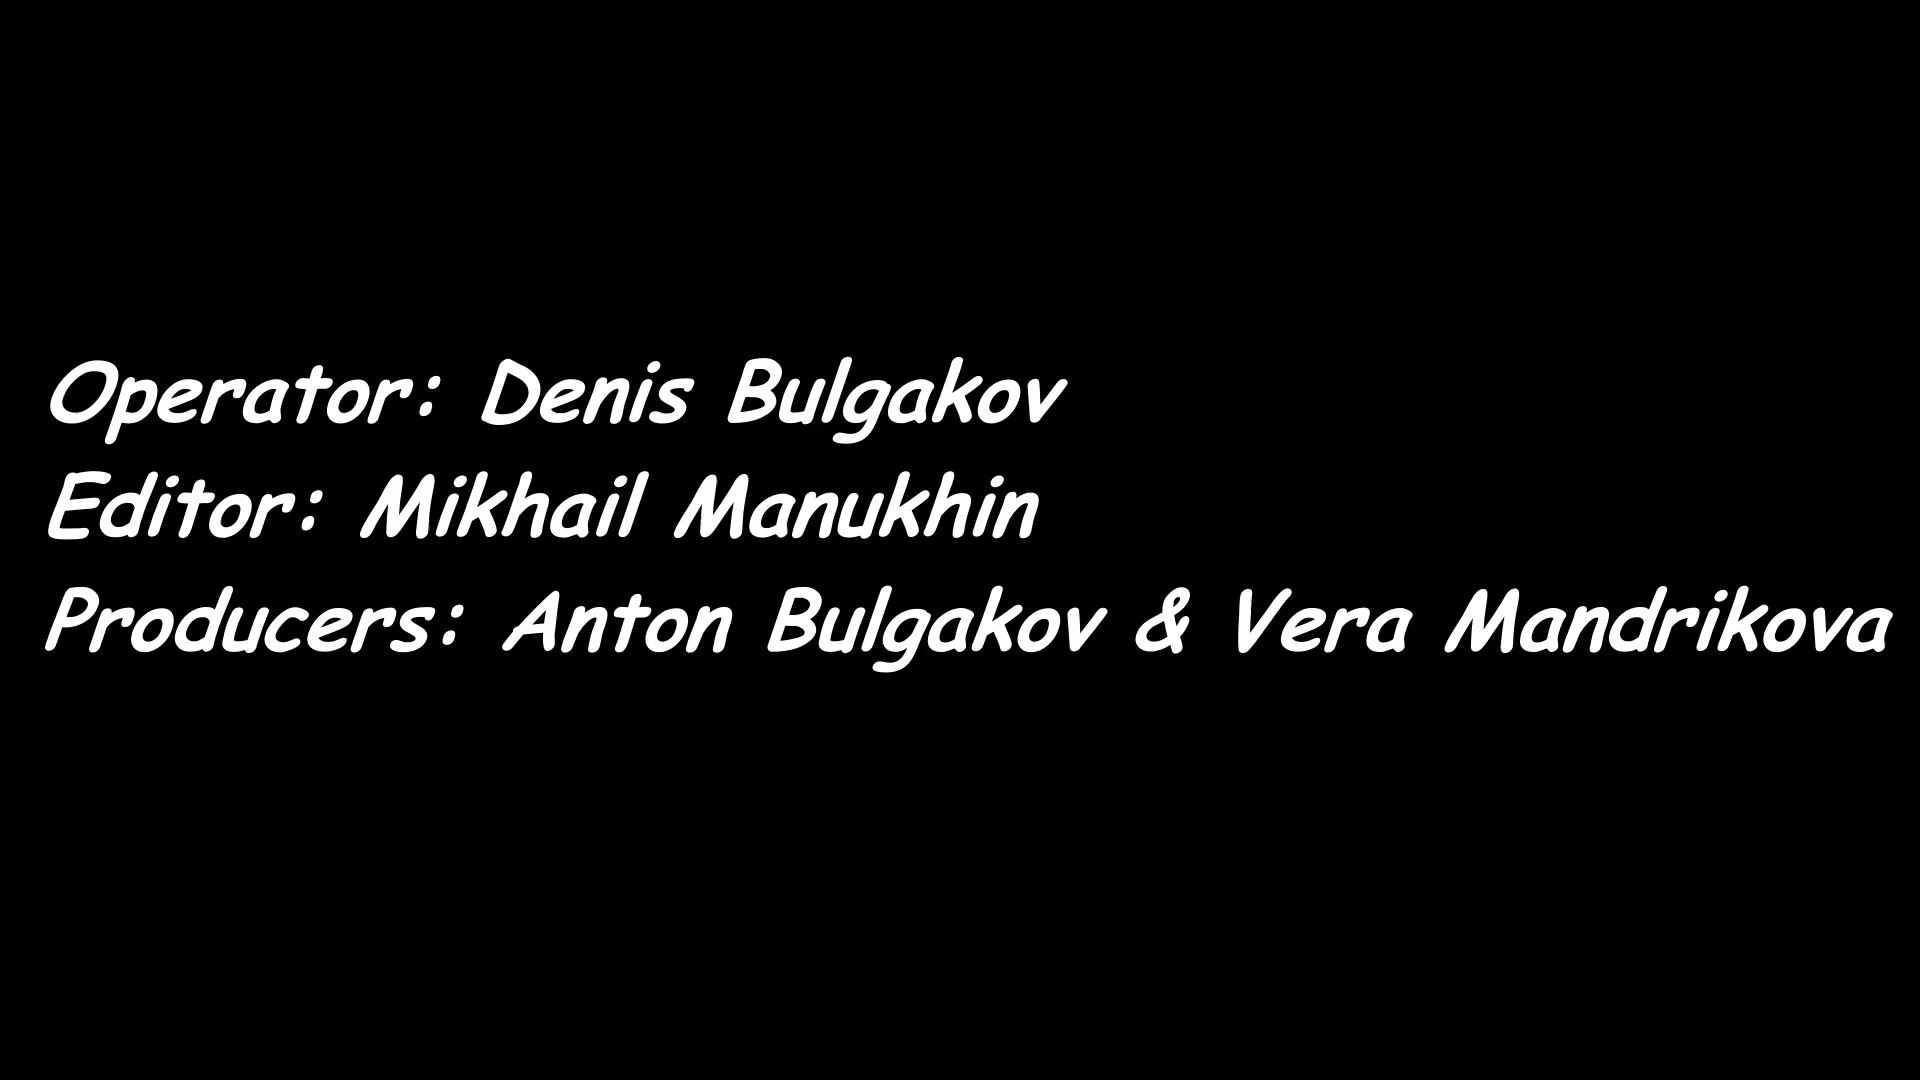 Operator: Denis Bulgakov
Editor: Mikhail Manukhin
Producers: Anton Bulgakov & Vera Mandrikova